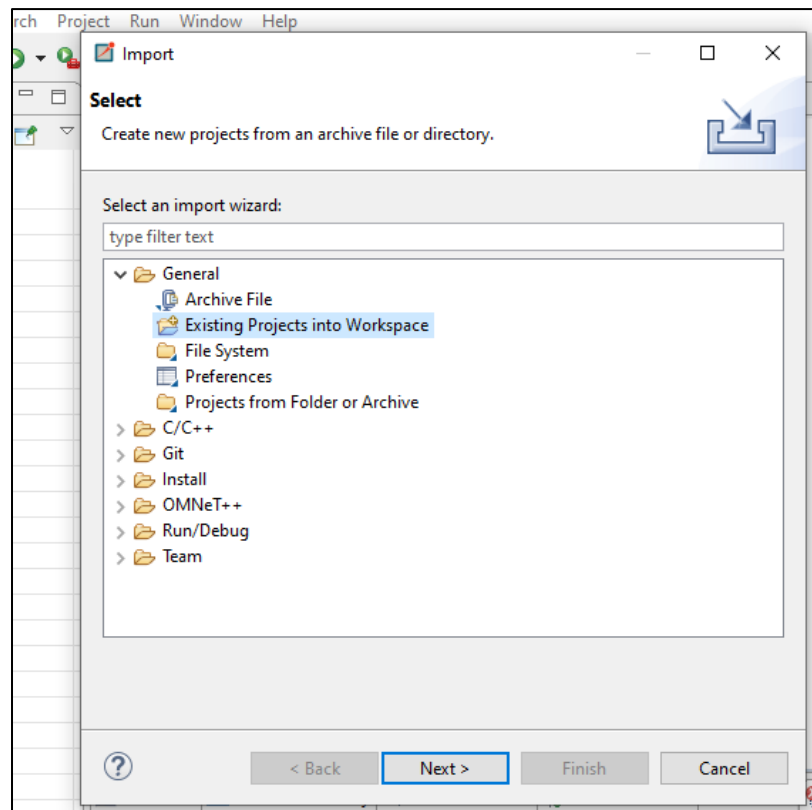 rch Project Run Window Help
Import
Select
Create new projects from an archive file or directory.
Select an import wizard:
type filter text
General
Archive File
Existing Projects into Workspace
File System
Preferences
Projects from Folder or Archive
C/C++
Git
Install
OMNeT++
Run/Debug
Team
? < Back Next > Finish Cancel